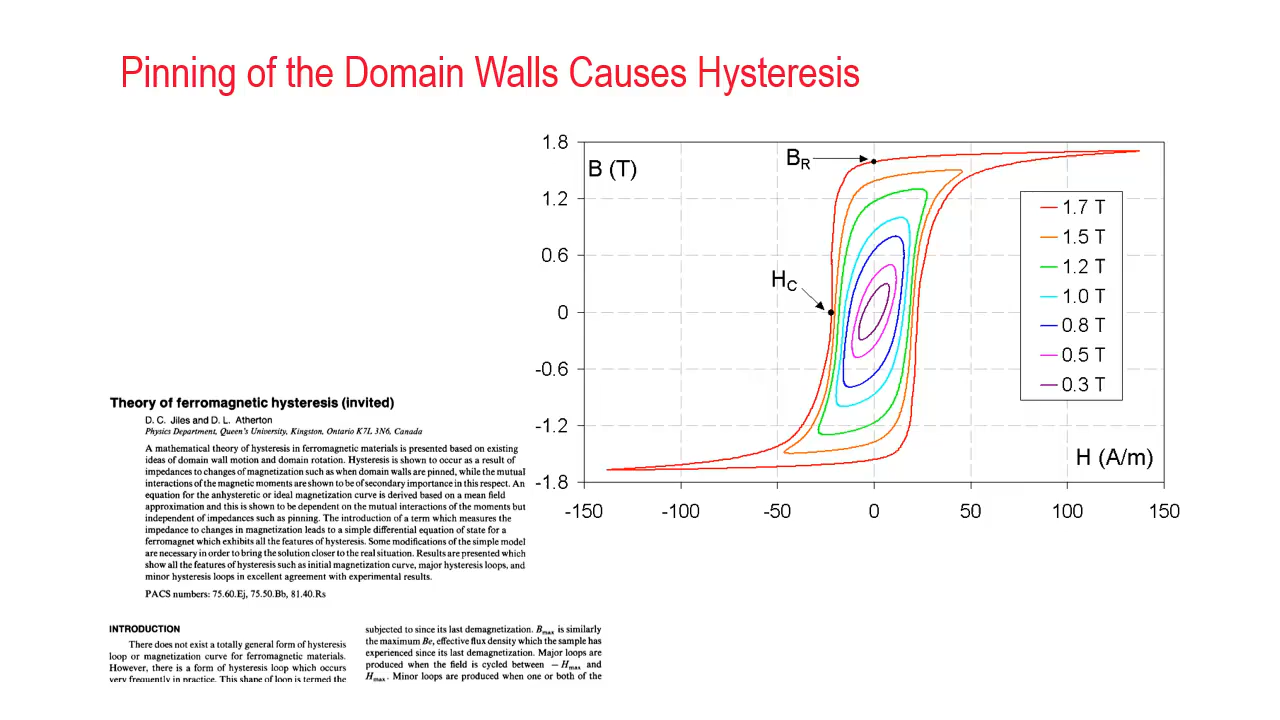 Pinning of the Domain Walls Causes Hysteresis
1.8
1.2
0.6
0
-0.6
-1.2
-1.8
B (T)
B_R
H_C
1.7 T
1.5 T
1.2 T
1.0 T
0.8 T
0.5 T
0.3 T
H (A/m)
-150 -100 -50 0 50 100 150
Theory of ferromagnetic hysteresis (invited)
D. C. Jiles and D. L. Atherton
Physics Department, Queen's University, Kingston, Ontario K7L 3N6, Canada
A mathematical theory of hysteresis in ferromagnetic materials is presented based on existing
ideas of domain wall motion and domain rotation. Hysteresis is shown to occur as a result of
impedances to changes of magnetization such as when domain walls are pinned, while the mutual
interactions of the magnetic moments are shown to be of secondary importance in this respect. An
equation for the anhysteretic or ideal magnetization curve is derived based on a mean field
approximation and this is shown to be dependent on the mutual interactions of the moments but
independent of impedances such as pinning. The introduction of a term which measures the
impedance to changes in magnetization leads to a simple differential equation of state for a
ferromagnet which exhibits all the features of hysteresis. Some modifications of the simple model
are necessary in order to bring the solution closer to the real situation. Results are presented which
show all the features of hysteresis such as initial magnetization curve, major hysteresis loops, and
minor hysteresis loops in excellent agreement with experimental results.
PACS numbers: 75.60.Ej, 75.50.Bb, 81.40.Rs
INTRODUCTION
There does not exist a totally general form of hysteresis
loop or magnetization curve for ferromagnetic materials.
However, there is a form of hysteresis loop which occurs
very frequently in practice. This shape of loop is termed the
subjected to since its last demagnetization. B_max is similarly
the maximum Be, effective flux density which the sample has
experienced since its last demagnetization. Major loops are
produced when the field is cycled between − H_max and
H_max. Minor loops are produced when one or both of the